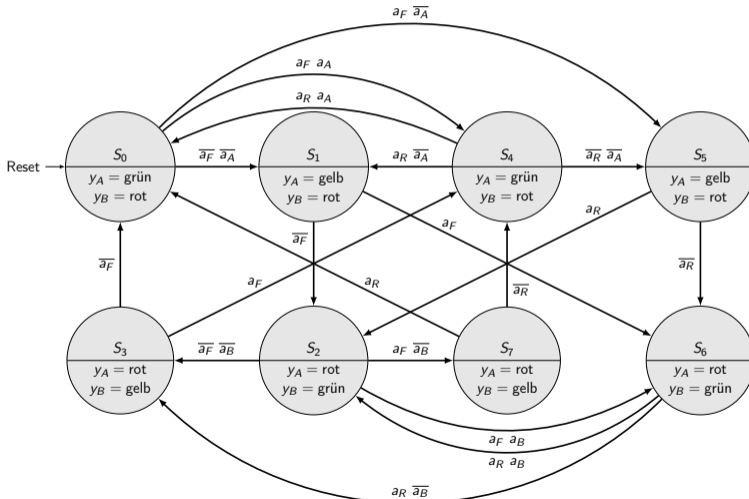 a_F \overline{a_A}
a_F a_A
a_R a_A
Reset
S_0
y_A = grün
y_B = rot
\overline{a_F} \overline{a_A}
S_1
y_A = gelb
y_B = rot
a_R \overline{a_A}
S_4
y_A = grün
y_B = rot
\overline{a_R} \overline{a_A}
S_5
y_A = gelb
y_B = rot
\overline{a_F}
a_F
a_R
\overline{a_F}
a_F
a_R
\overline{a_R}
\overline{a_R}
S_3
y_A = rot
y_B = gelb
\overline{a_F} \overline{a_B}
S_2
y_A = rot
y_B = grün
a_F \overline{a_B}
S_7
y_A = rot
y_B = gelb
S_6
y_A = rot
y_B = grün
a_F a_B
a_R a_B
a_R \overline{a_B}